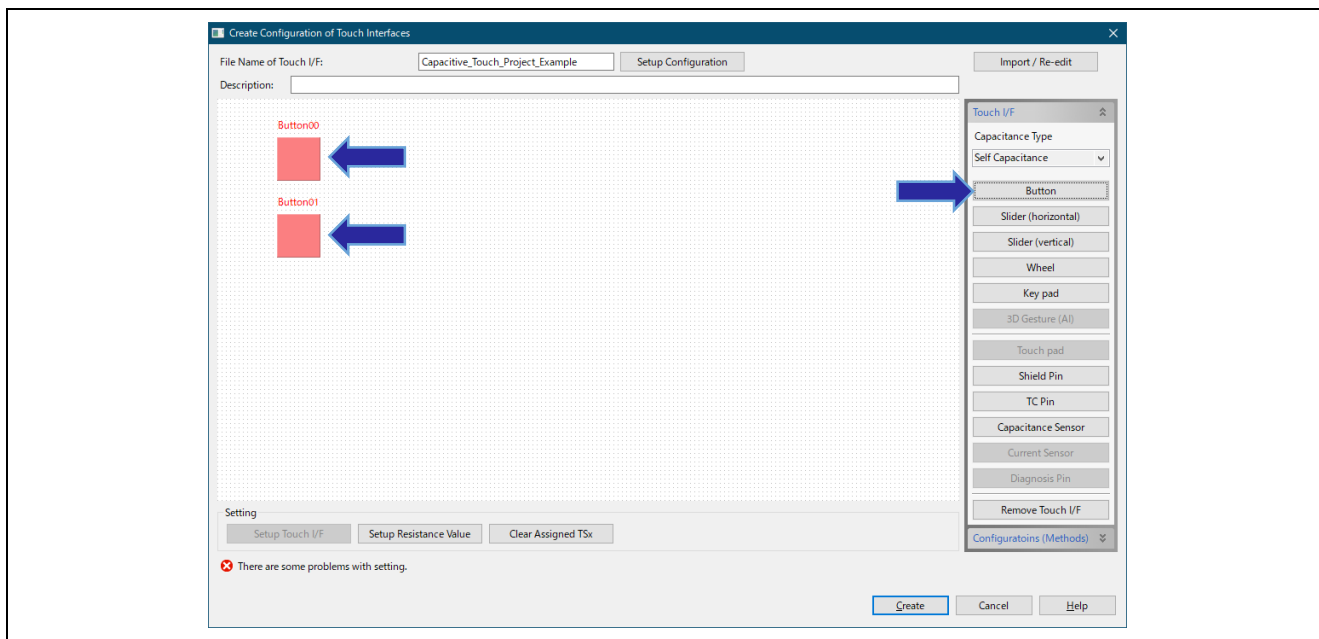 Create Configuration of Touch Interfaces
File Name of Touch I/F: Capacitive_Touch_Project_Example Setup Configuration Import / Re-edit
Description:
Touch I/F
Capacitance Type
Self Capacitance
Button00
Button01
Button
Slider (horizontal)
Slider (vertical)
Wheel
Key pad
3D Gesture (AI)
Touch pad
Shield Pin
TC Pin
Capacitance Sensor
Current Sensor
Diagnosis Pin
Remove Touch I/F
Configuratoins (Methods)
Setting
Setup Touch I/F Setup Resistance Value Clear Assigned TSx
There are some problems with setting.
Create Cancel Help